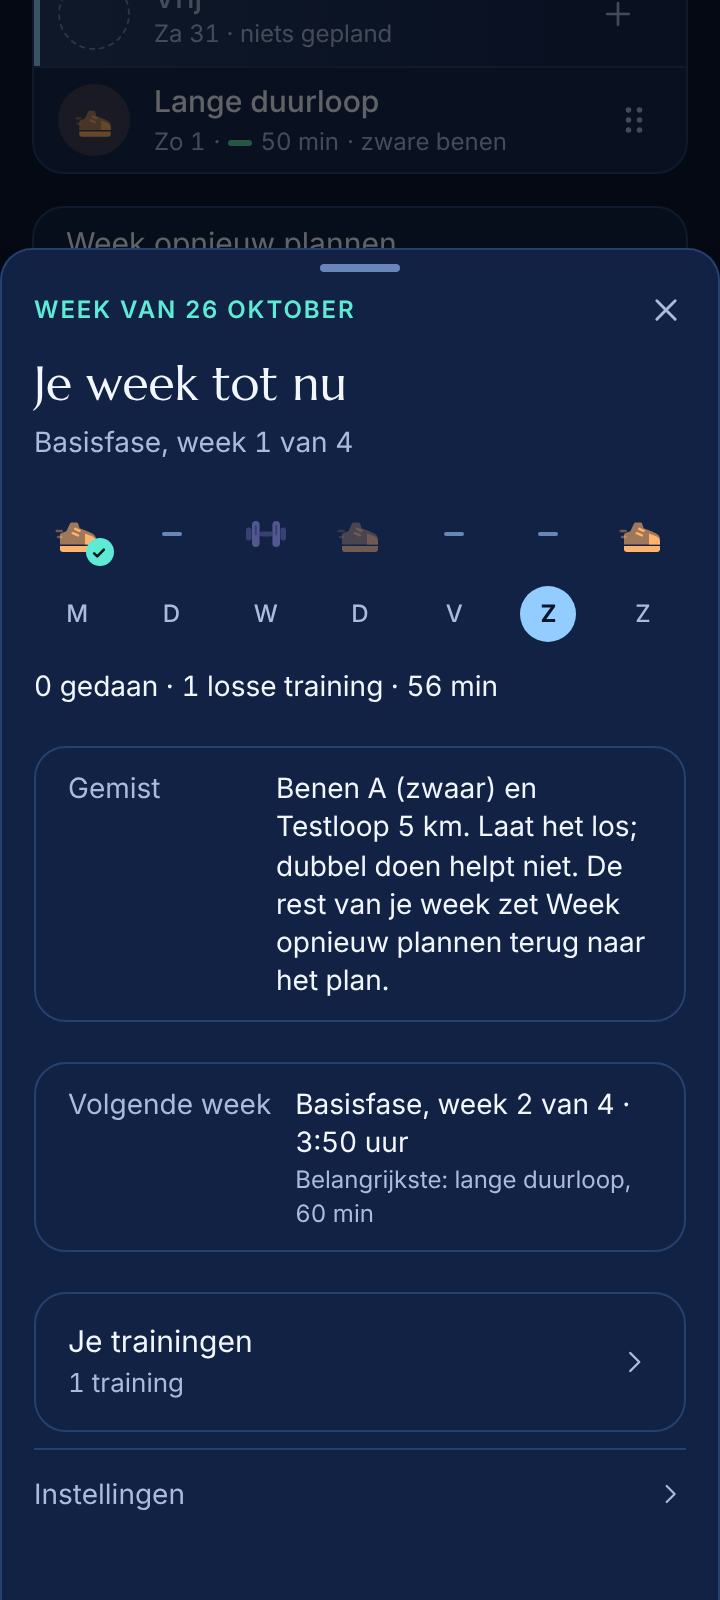 Vrij
Za 31 · niets gepland
Lange duurloop
Zo 1 · 50 min · zware benen
Week opnieuw plannen
WEEK VAN 26 OKTOBER
Je week tot nu
Basisfase, week 1 van 4
M D W D V Z Z
0 gedaan · 1 losse training · 56 min
Gemist
Benen A (zwaar) en
Testloop 5 km. Laat het los;
dubbel doen helpt niet. De
rest van je week zet Week
opnieuw plannen terug naar
het plan.
Volgende week
Basisfase, week 2 van 4 ·
3:50 uur
Belangrijkste: lange duurloop,
60 min
Je trainingen
1 training
Instellingen